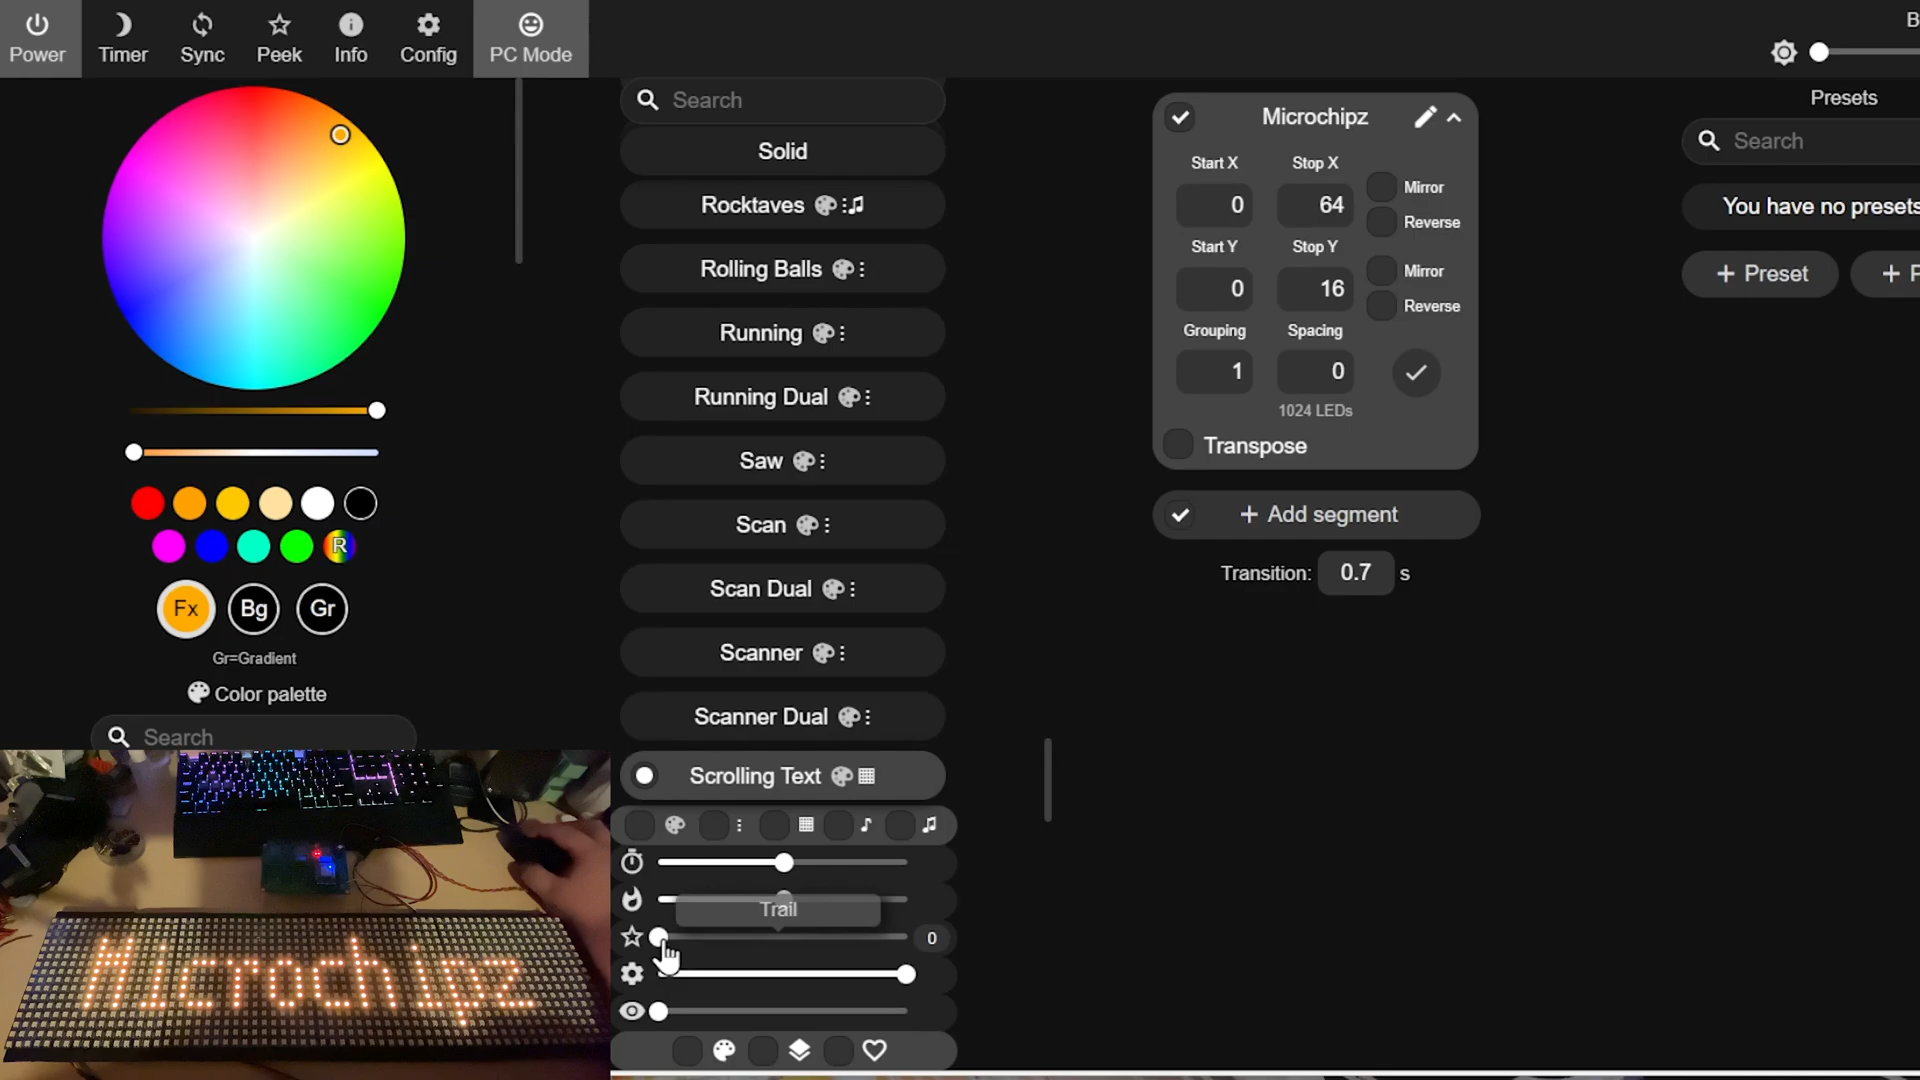 Power
Timer
Sync
Peek
Info
Config
PC Mode
B
Search
Solid
Rocktaves
Rolling Balls
Running
Running Dual
Saw
Scan
Scan Dual
Scanner
Scanner Dual
Scrolling Text
Trail
0
R
Fx
Bg
Gr
Gr=Gradient
Color palette
Search
Microchipz
Microchipz
Start X
Stop X
0
64
Mirror
Reverse
Start Y
Stop Y
0
16
Mirror
Reverse
Grouping
Spacing
1
0
1024 LEDs
Transpose
+ Add segment
Transition: 0.7 s
Presets
Search
You have no presets
+ Preset
+ P